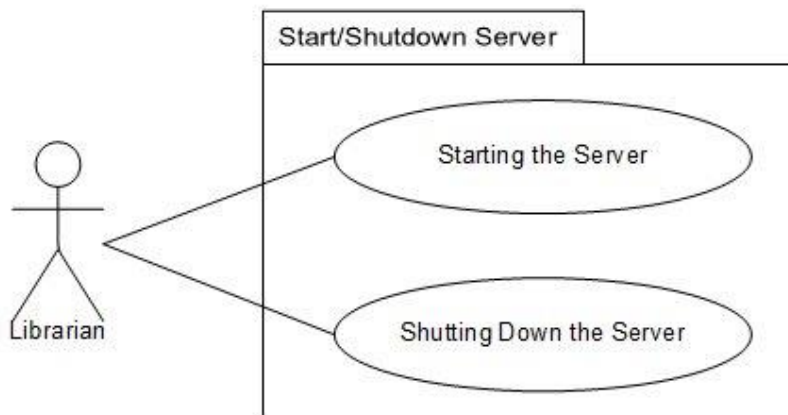 Start/Shutdown Server
Starting the Server
Shutting Down the Server
Librarian